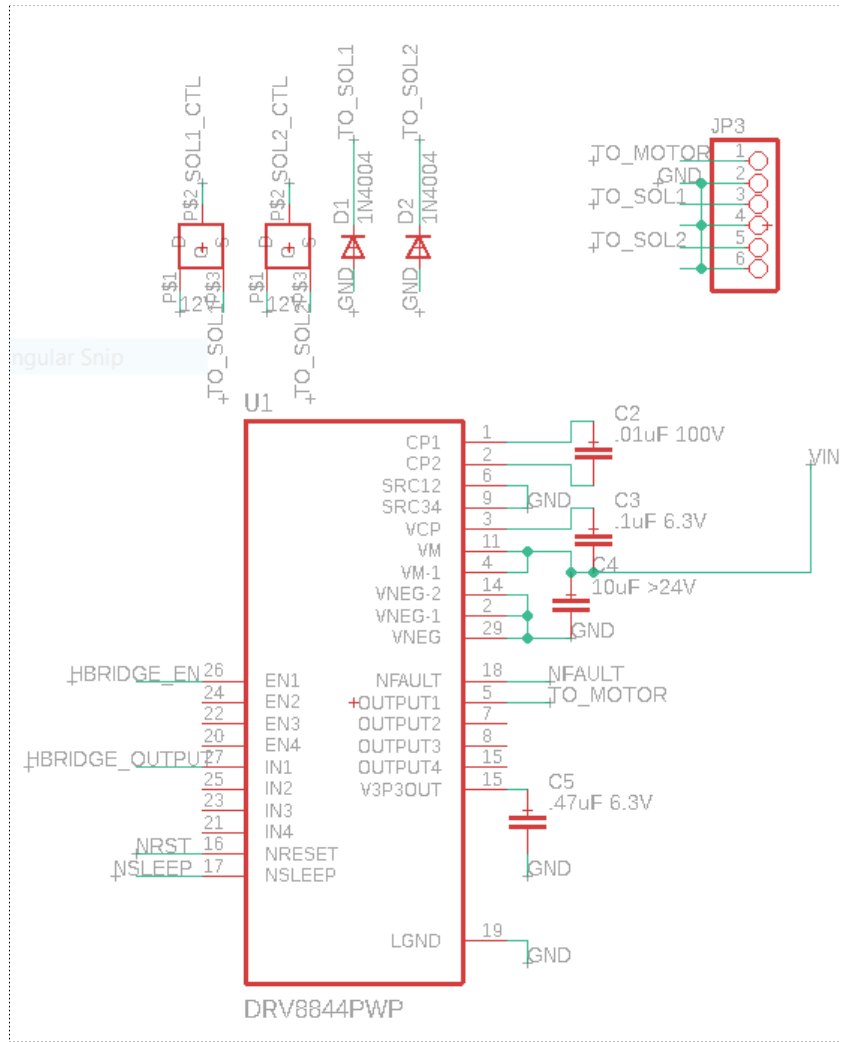 SOL1_CTL
P$2
D
G
S
P$1
P$3
12V
TO_SOL1
SOL2_CTL
P$2
D
G
S
P$1
P$3
12V
TO_SOL2
TO_SOL1
D1
1N4004
GND
TO_SOL2
D2
1N4004
GND
JP3
TO_MOTOR 1
GND 2
TO_SOL1 3
4
TO_SOL2 5
6
ngular Snip
U1
CP1 1
CP2 2
SRC12 6
SRC34 9 GND
VCP 3
VM 11
VM-1 4
VNEG-2 14
VNEG-1 2
VNEG 29 GND
C2
.01uF 100V
VIN
C3
.1uF 6.3V
C4
10uF >24V
HBRIDGE_EN 26 EN1 NFAULT 18 NFAULT
24 EN2 OUTPUT1 5 TO_MOTOR
22 EN3 OUTPUT2 7
20 EN4 OUTPUT3 8
HBRIDGE_OUTPUT 27 IN1 OUTPUT4 15
25 IN2 V3P3OUT 15
C5
.47uF 6.3V
23 IN3
21 IN4
NRST 16 NRESET
NSLEEP 17 NSLEEP
GND
LGND 19 GND
DRV8844PWP